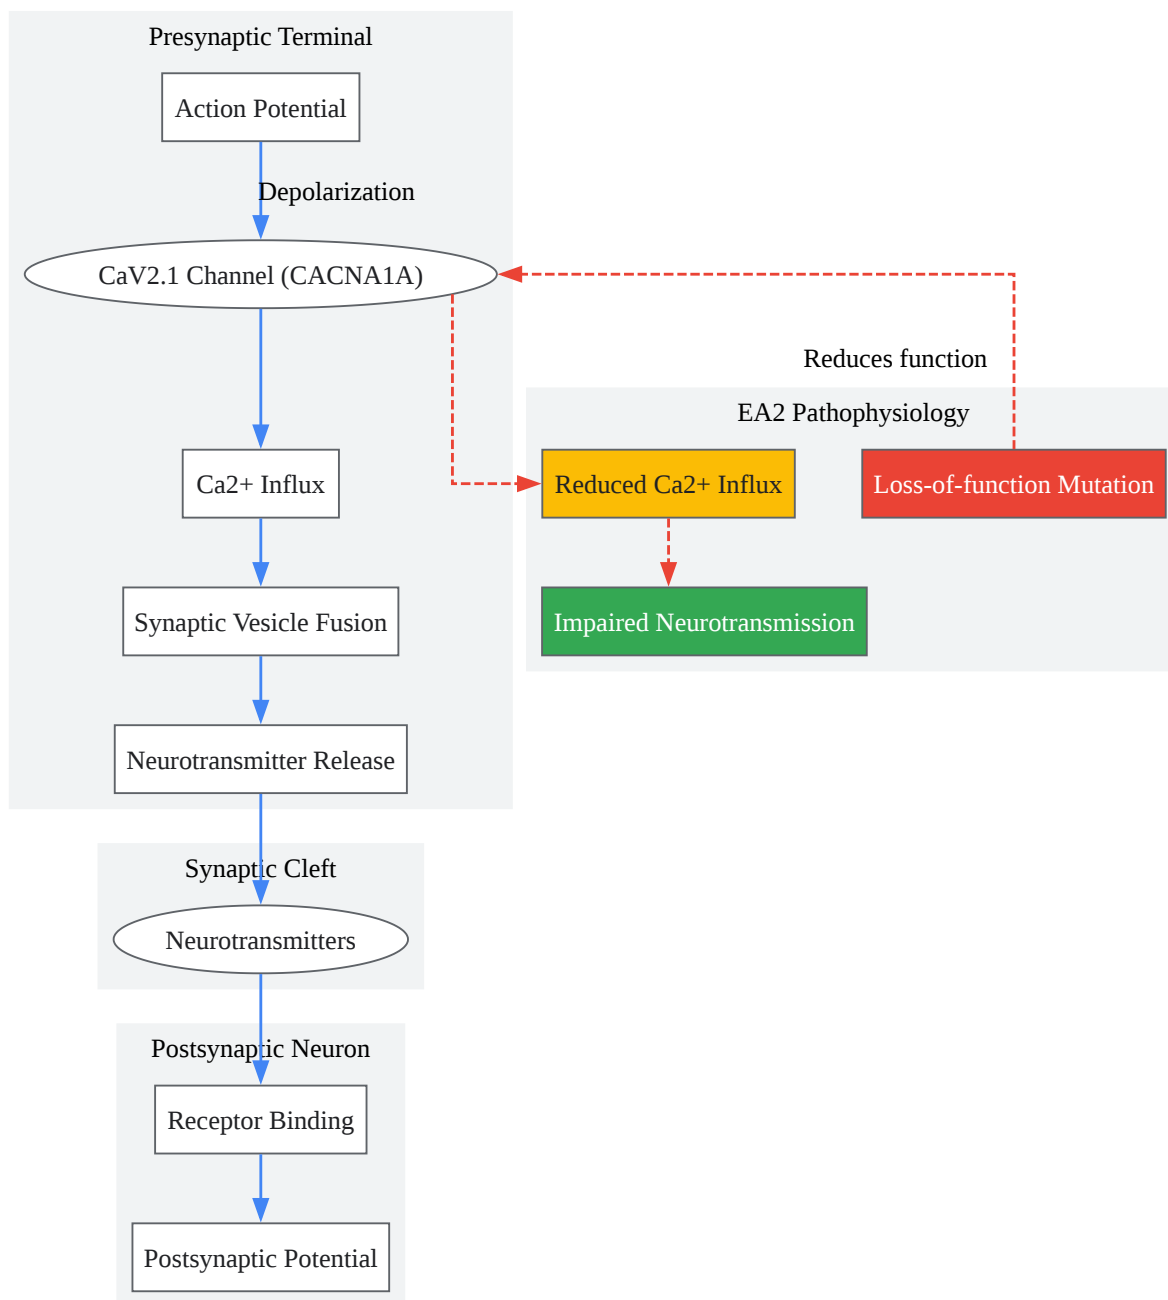 Presynaptic Terminal
Action Potential
Depolarization
CaV2.1 Channel (CACNA1A)
Reduces function
EA2 Pathophysiology
Ca2+ Influx
Reduced Ca2+ Influx
Loss-of-function Mutation
Synaptic Vesicle Fusion
Impaired Neurotransmission
Neurotransmitter Release
Synaptic Cleft
Neurotransmitters
Postsynaptic Neuron
Receptor Binding
Postsynaptic Potential